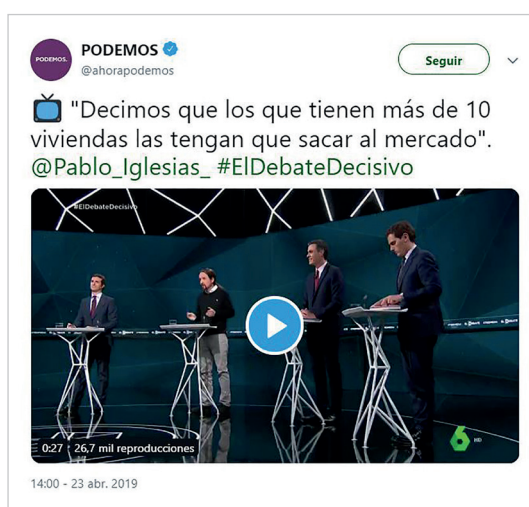 PODEMOS
PODEMOS.
@ahorapodemos
Seguir
"Decimos que los que tienen más de 10
viviendas las tengan que sacar al mercado".
@Pablo_Iglesias_ #ElDebateDecisivo
#ElDebateDecisivo
0:27
26,7 mil reproducciones
14:00 - 23 abr. 2019